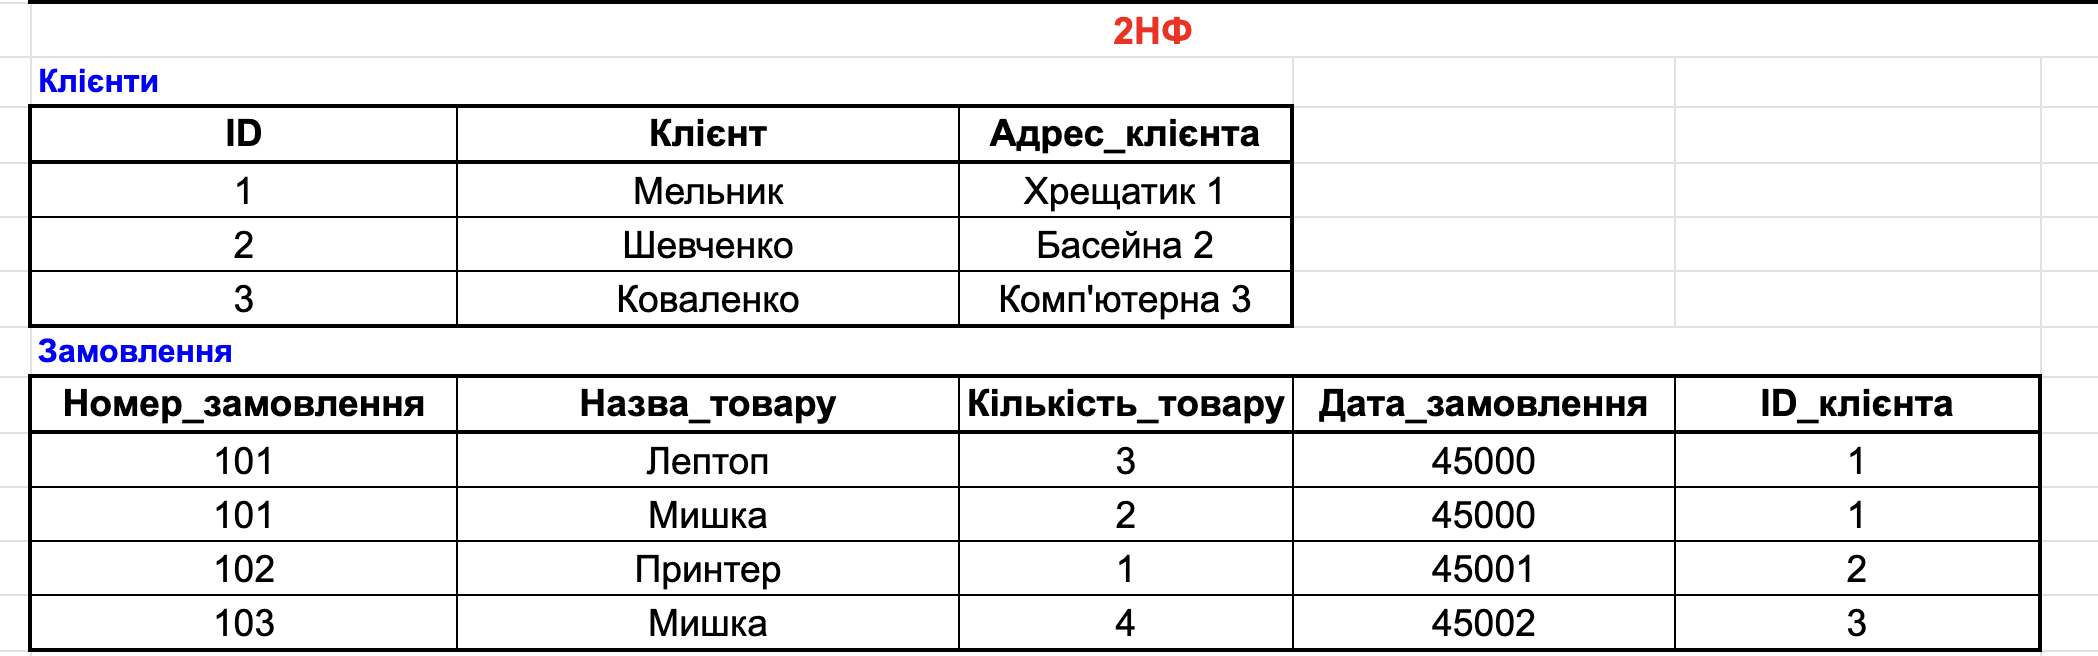 2НФ
Клієнти
ID Клієнт Адрес_клієнта
1 Мельник Хрещатик 1
2 Шевченко Басейна 2
3 Коваленко Комп'ютерна 3
Замовлення
Номер_замовлення Назва_товару Кількість_товару Дата_замовлення ID_клієнта
101 Лептоп 3 45000 1
101 Мишка 2 45000 1
102 Принтер 1 45001 2
103 Мишка 4 45002 3